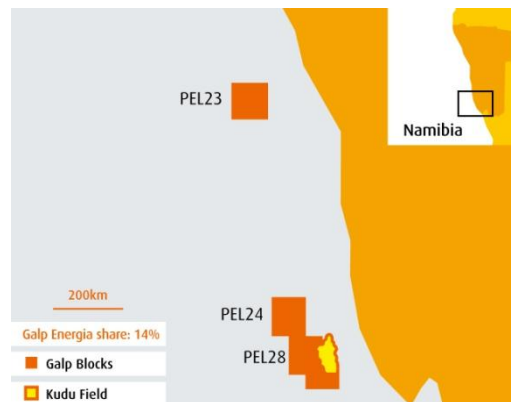 PEL23
Namibia
200km
PEL24
Galp Energia share: 14%
PEL28
Galp Blocks
Kudu Field